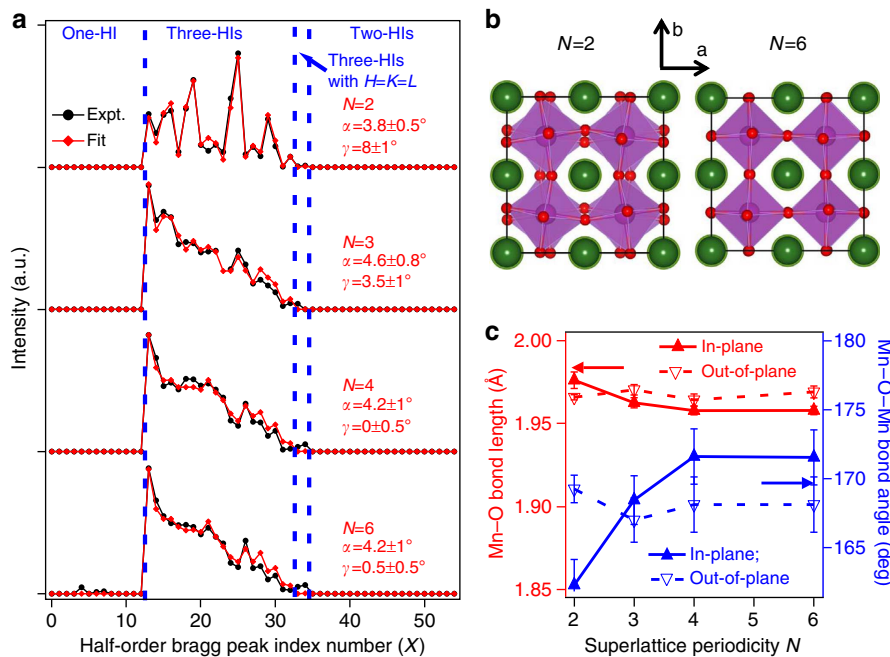 a
One-HI
Three-HIs
Two-HIs
Three-HIs
with H=K=L
Expt.
Fit
N=2
α=3.8±0.5°
γ=8±1°
N=3
α=4.6±0.8°
γ=3.5±1°
N=4
α=4.2±1°
γ=0±0.5°
N=6
α=4.2±1°
γ=0.5±0.5°
Intensity (a.u.)
0 10 20 30 40 50
Half-order bragg peak index number (X)
b
N=2
b
a
N=6
c
2.00
1.95
1.90
1.85
Mn–O bond length (Å)
In-plane
Out-of-plane
In-plane;
Out-of-plane
180
175
170
165
Mn–O–Mn bond angle (deg)
2 3 4 6
Superlattice periodicity N